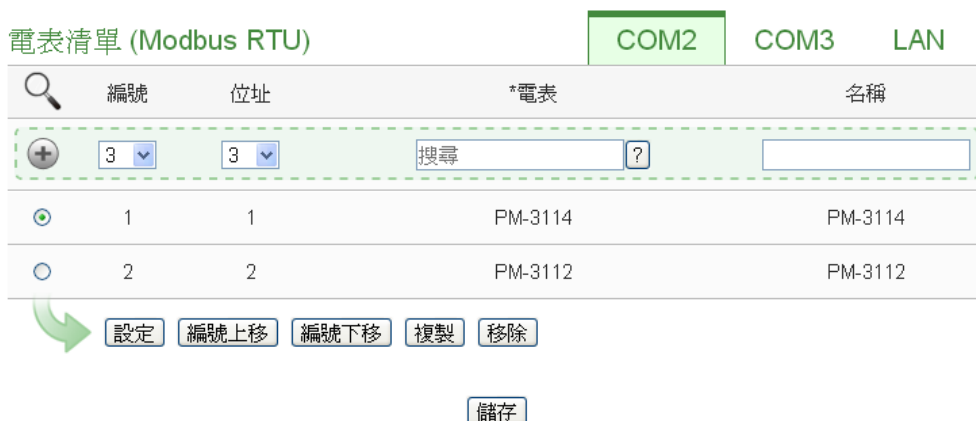 電表清單 (Modbus RTU) COM2 COM3 LAN
編號 位址 *電表 名稱
3 3 搜尋 ?
1 1 PM-3114 PM-3114
2 2 PM-3112 PM-3112
設定 編號上移 編號下移 複製 移除
儲存